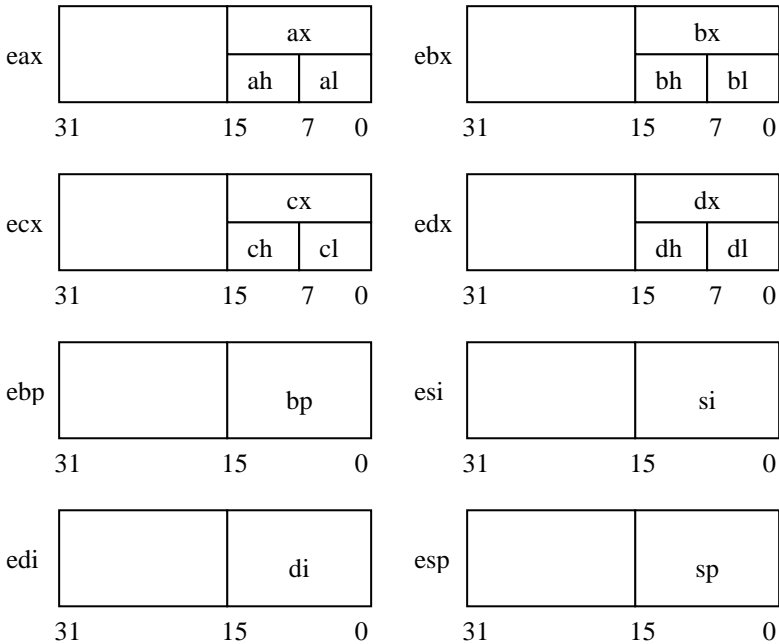 ax bx
eax ebx
ah al bh bl
31 15 7 0 31 15 7 0
cx dx
ecx edx
ch cl dh dl
31 15 7 0 31 15 7 0
ebp bp esi si
31 15 0 31 15 0
edi di esp sp
31 15 0 31 15 0